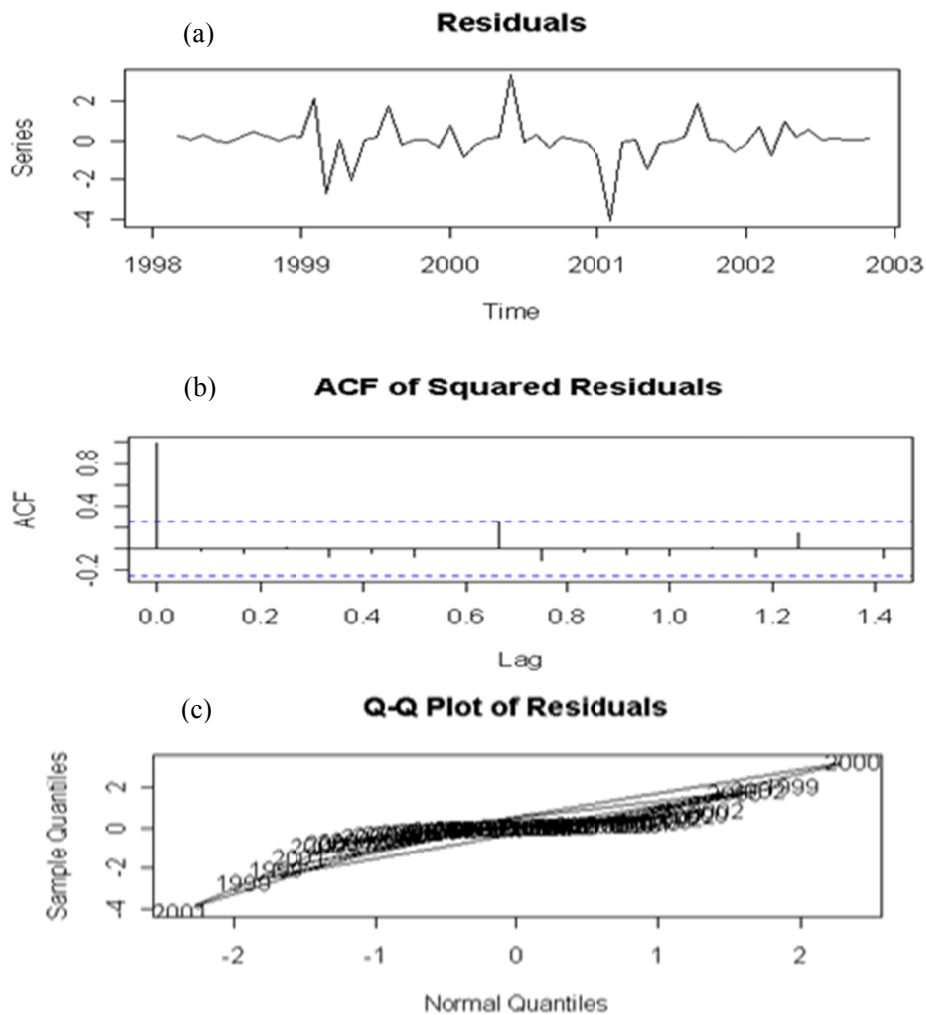 (a)
Residuals
Series
2
0
-2
-4
1998 1999 2000 2001 2002 2003
Time
(b)
ACF of Squared Residuals
ACF
0.8
0.4
-0.2
0.0 0.2 0.4 0.6 0.8 1.0 1.2 1.4
Lag
(c)
Q-Q Plot of Residuals
Sample Quantiles
2
0
-2
-4
2000
1999
1999
2001
-2 -1 0 1 2
Normal Quantiles